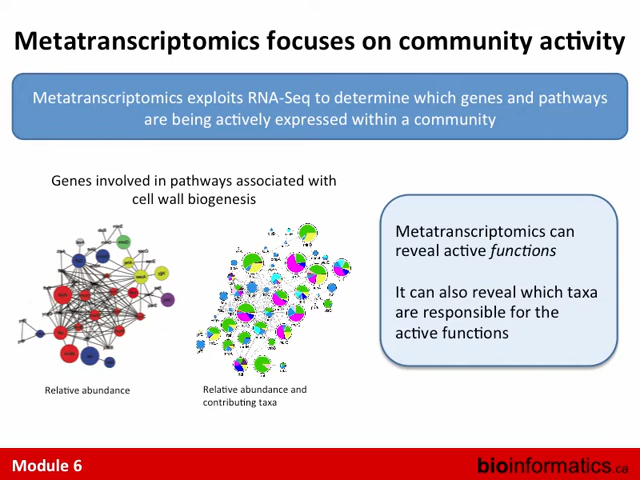 Metatranscriptomics focuses on community activity
Metatranscriptomics exploits RNA-Seq to determine which genes and pathways
are being actively expressed within a community
Genes involved in pathways associated with
cell wall biogenesis
Relative abundance
Relative abundance and
contributing taxa
Metatranscriptomics can
reveal active functions
It can also reveal which taxa
are responsible for the
active functions
Module 6
bioinformatics.ca